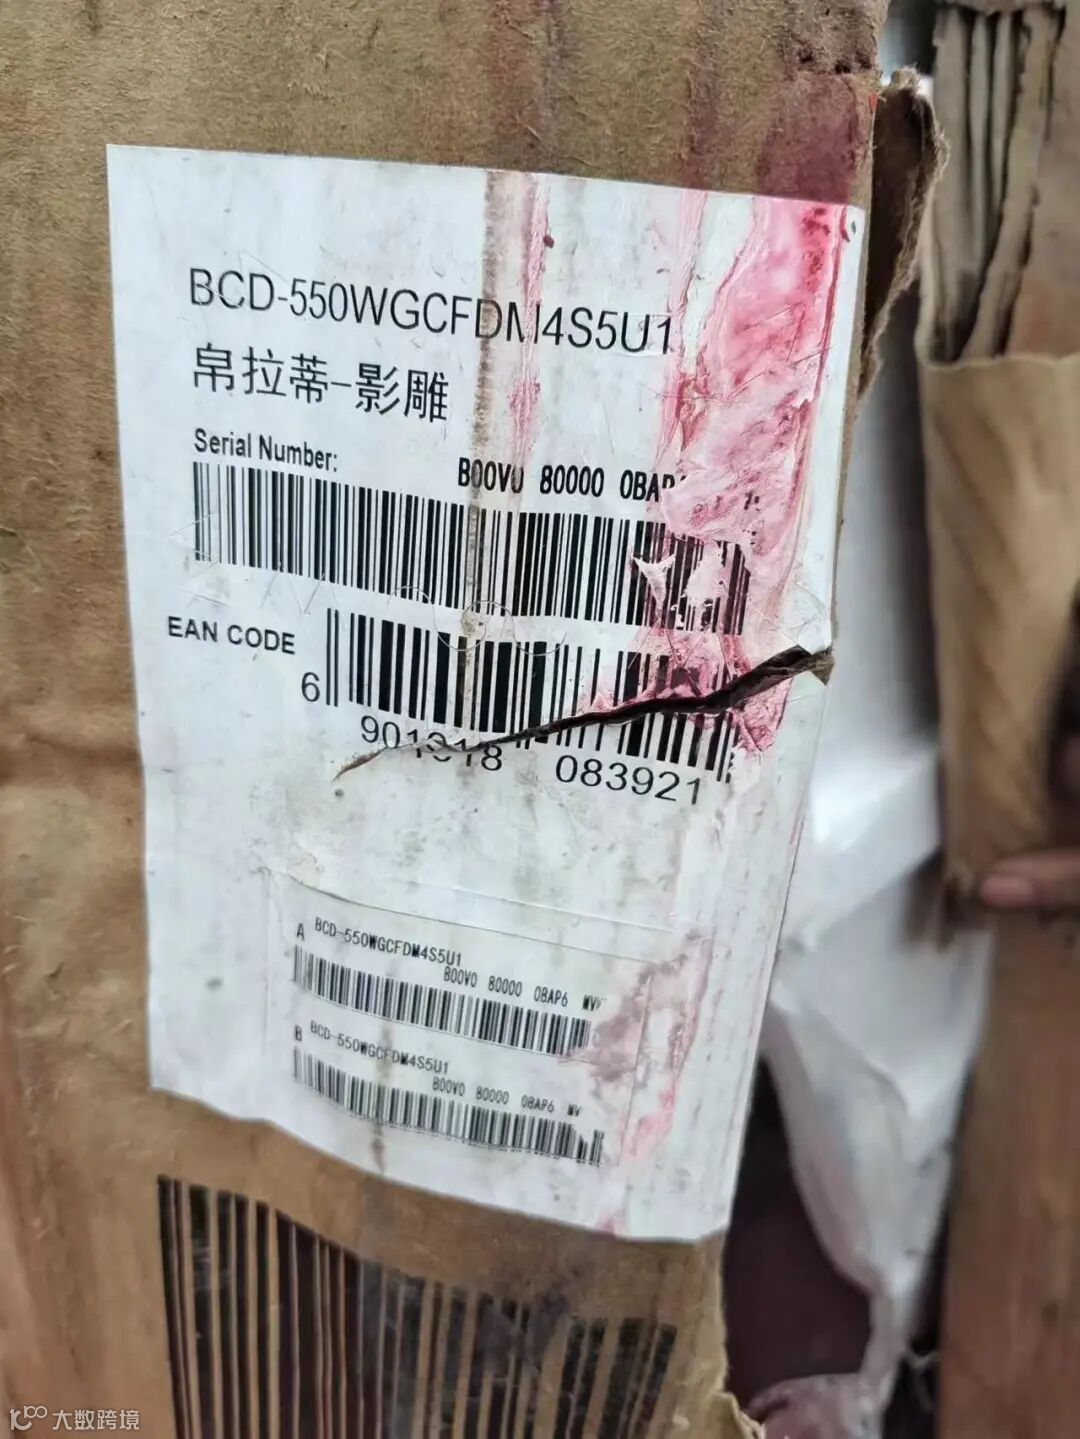 BCD-550WGCFDM4S5U1
帛拉蒂-影雕
Serial Number:
B00V0 80000
EAN CODE
6
083921
A BCD-550WGCFDM4S5U1
B00V0 80000 0BAP6
B BCD-550WGCFDM4S5U1
B00V0 80000 0BAP6
大数跨境